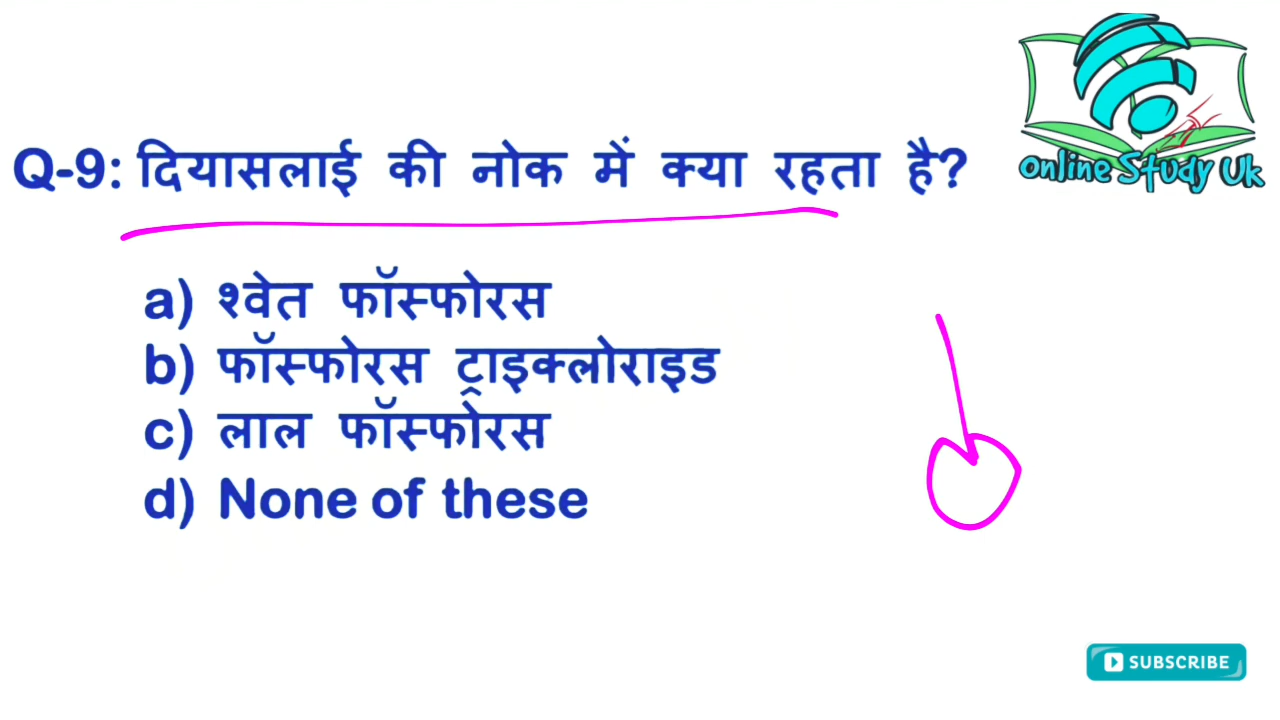 Online Study Uk
Q-9: दियासलाई की नोक में क्या रहता है?
a) श्वेत फॉस्फोरस
b) फॉस्फोरस ट्राइक्लोराइड
c) लाल फॉस्फोरस
d) None of these
SUBSCRIBE